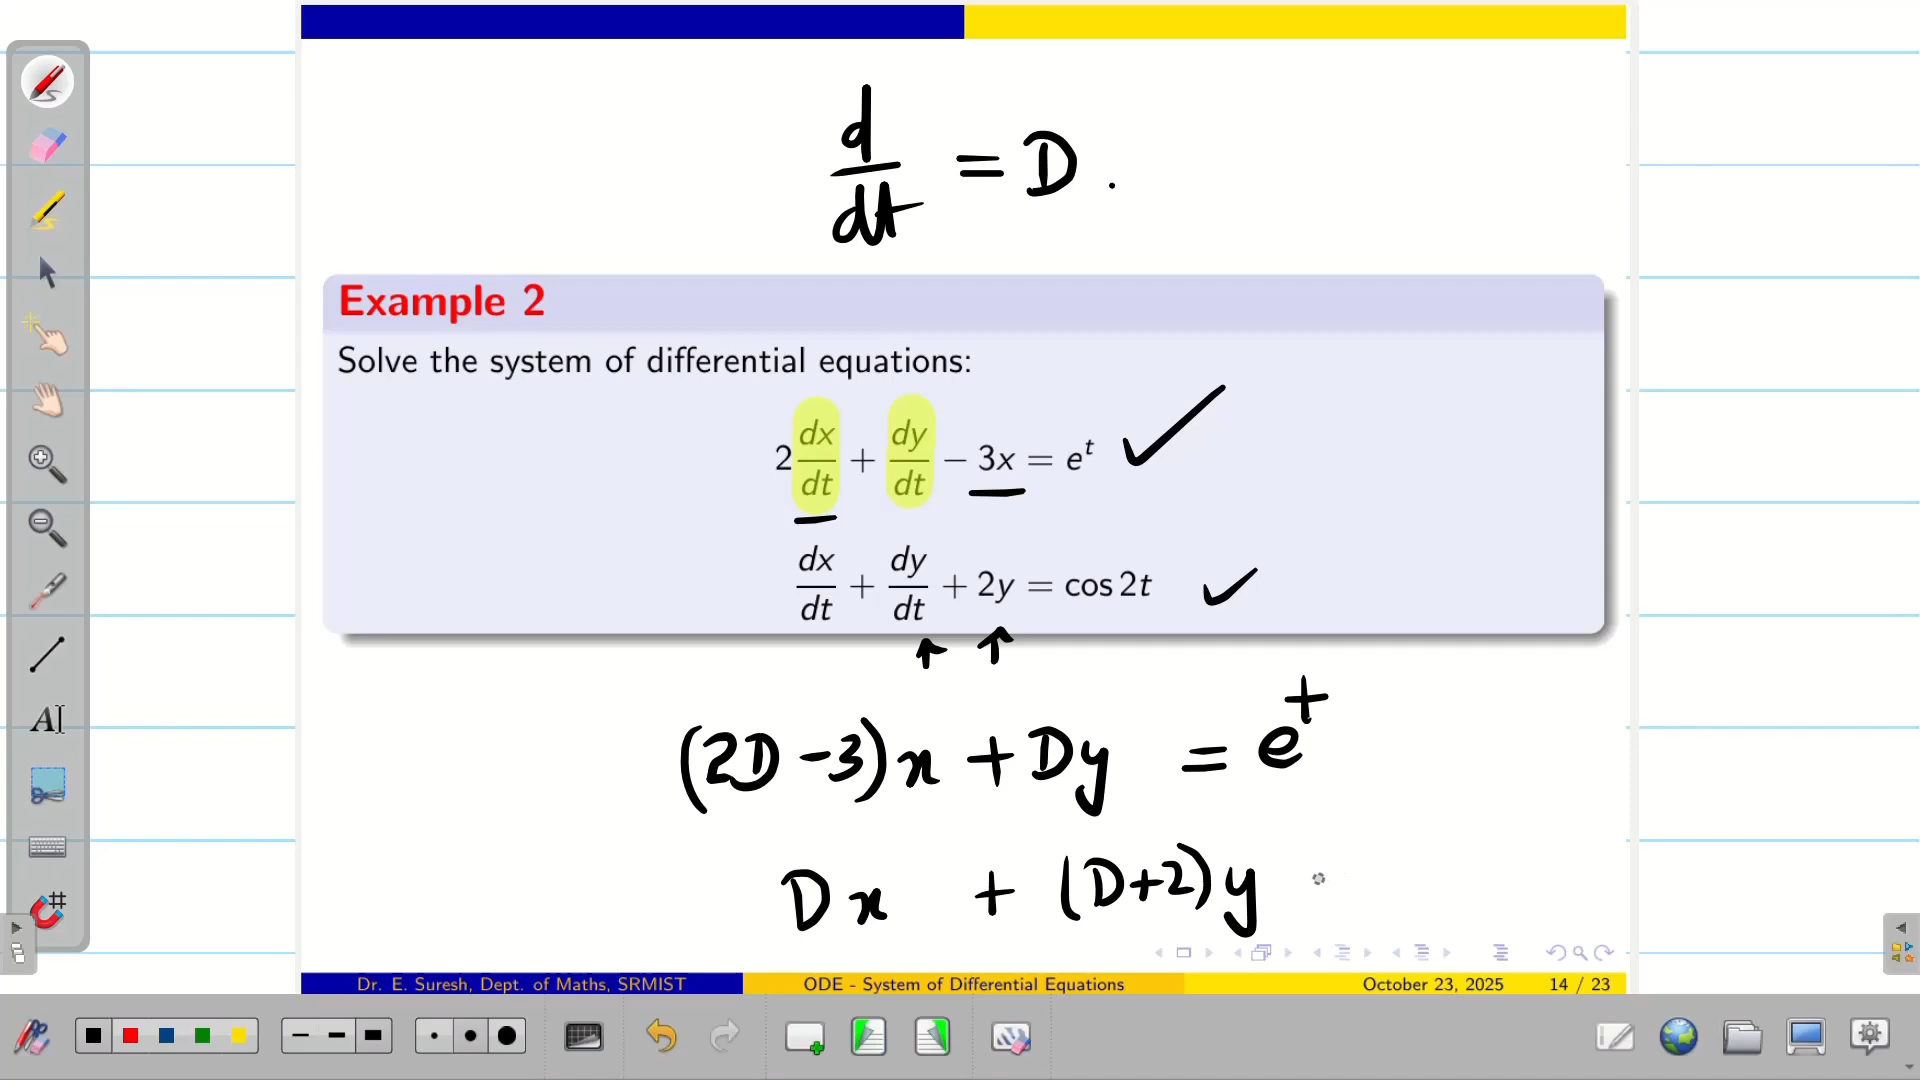 d/dt = D .
Example 2
Solve the system of differential equations:
2 dx/dt + dy/dt − 3x = e^t
dx/dt + dy/dt + 2y = cos 2t
(2D -3)x + Dy = e^t
Dx + (D+2)y
Dr. E. Suresh, Dept. of Maths, SRMIST ODE - System of Differential Equations October 23, 2025 14 / 23